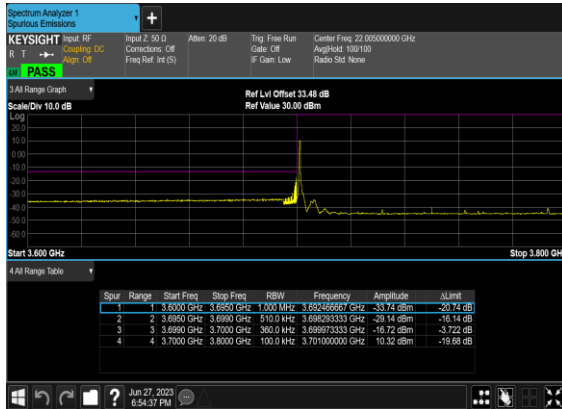 Spectrum Analyzer 1
Spurious Emissions
+
KEYSIGHT Input: RF Input Z: 50 Ω Atten: 20 dB Trig: Free Run Center Freq: 22.005000000 GHz
R T Coupling: DC Corrections: Off Gate: Off Avg|Hold: 100/100
Align: Off Freq Ref: Int (S) IF Gain: Low Radio Std: None
PASS
3 All Range Graph Ref Lvl Offset 33.48 dB
Scale/Div 10.0 dB Ref Value 30.00 dBm
Log
20.0
10.0
0.00
-10.0
-20.0
-30.0
-40.0
-50.0
-60.0
Start 3.600 GHz Stop 3.800 GH
4 All Range Table
Spur Range Start Freq Stop Freq RBW Frequency Amplitude ΔLimit
1 1 3.6000 GHz 3.6950 GHz 1.000 MHz 3.692466667 GHz -33.74 dBm -20.74 dB
2 2 3.6950 GHz 3.6990 GHz 510.0 kHz 3.698293333 GHz -29.14 dBm -16.14 dB
3 3 3.6990 GHz 3.7000 GHz 360.0 kHz 3.699973333 GHz -16.72 dBm -3.722 dB
4 4 3.7000 GHz 3.8000 GHz 100.0 kHz 3.701000000 GHz 10.32 dBm -19.68 dB
? Jun 27, 2023
6:54:37 PM